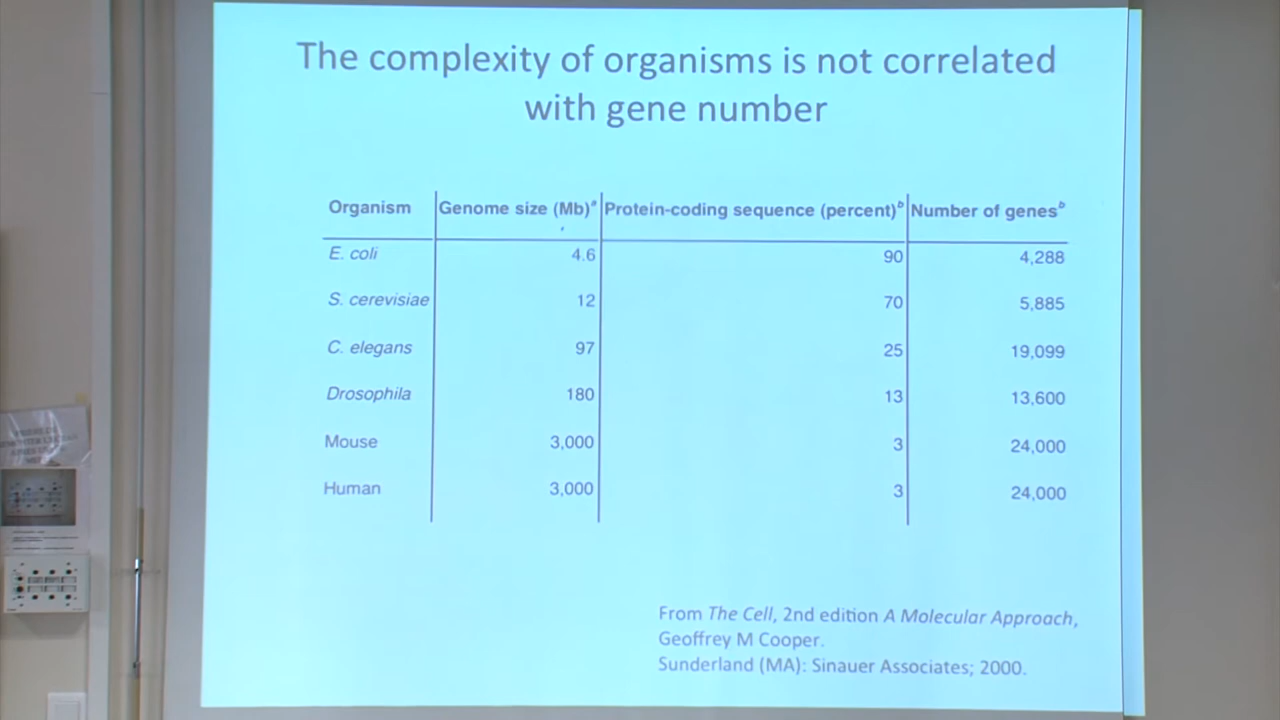 The complexity of organisms is not correlated
with gene number
Organism Genome size (Mb)ª Protein-coding sequence (percent)ᵇ Number of genesᵇ
E. coli 4.6 90 4,288
S. cerevisiae 12 70 5,885
C. elegans 97 25 19,099
Drosophila 180 13 13,600
Mouse 3,000 3 24,000
Human 3,000 3 24,000
From The Cell, 2nd edition A Molecular Approach,
Geoffrey M Cooper.
Sunderland (MA): Sinauer Associates; 2000.